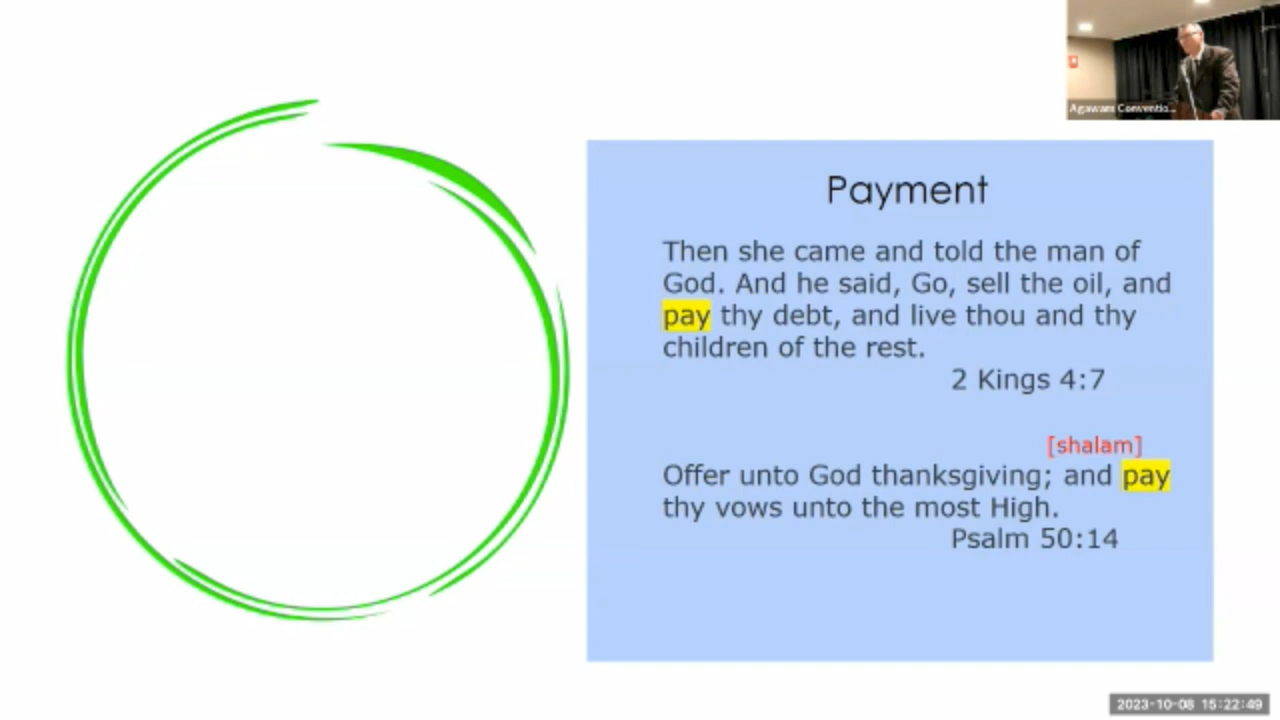 Agawam Conventio...
Payment
Then she came and told the man of
God. And he said, Go, sell the oil, and
pay thy debt, and live thou and thy
children of the rest.
2 Kings 4:7
[shalam]
Offer unto God thanksgiving; and pay
thy vows unto the most High.
Psalm 50:14
2023-10-08 15:22:49